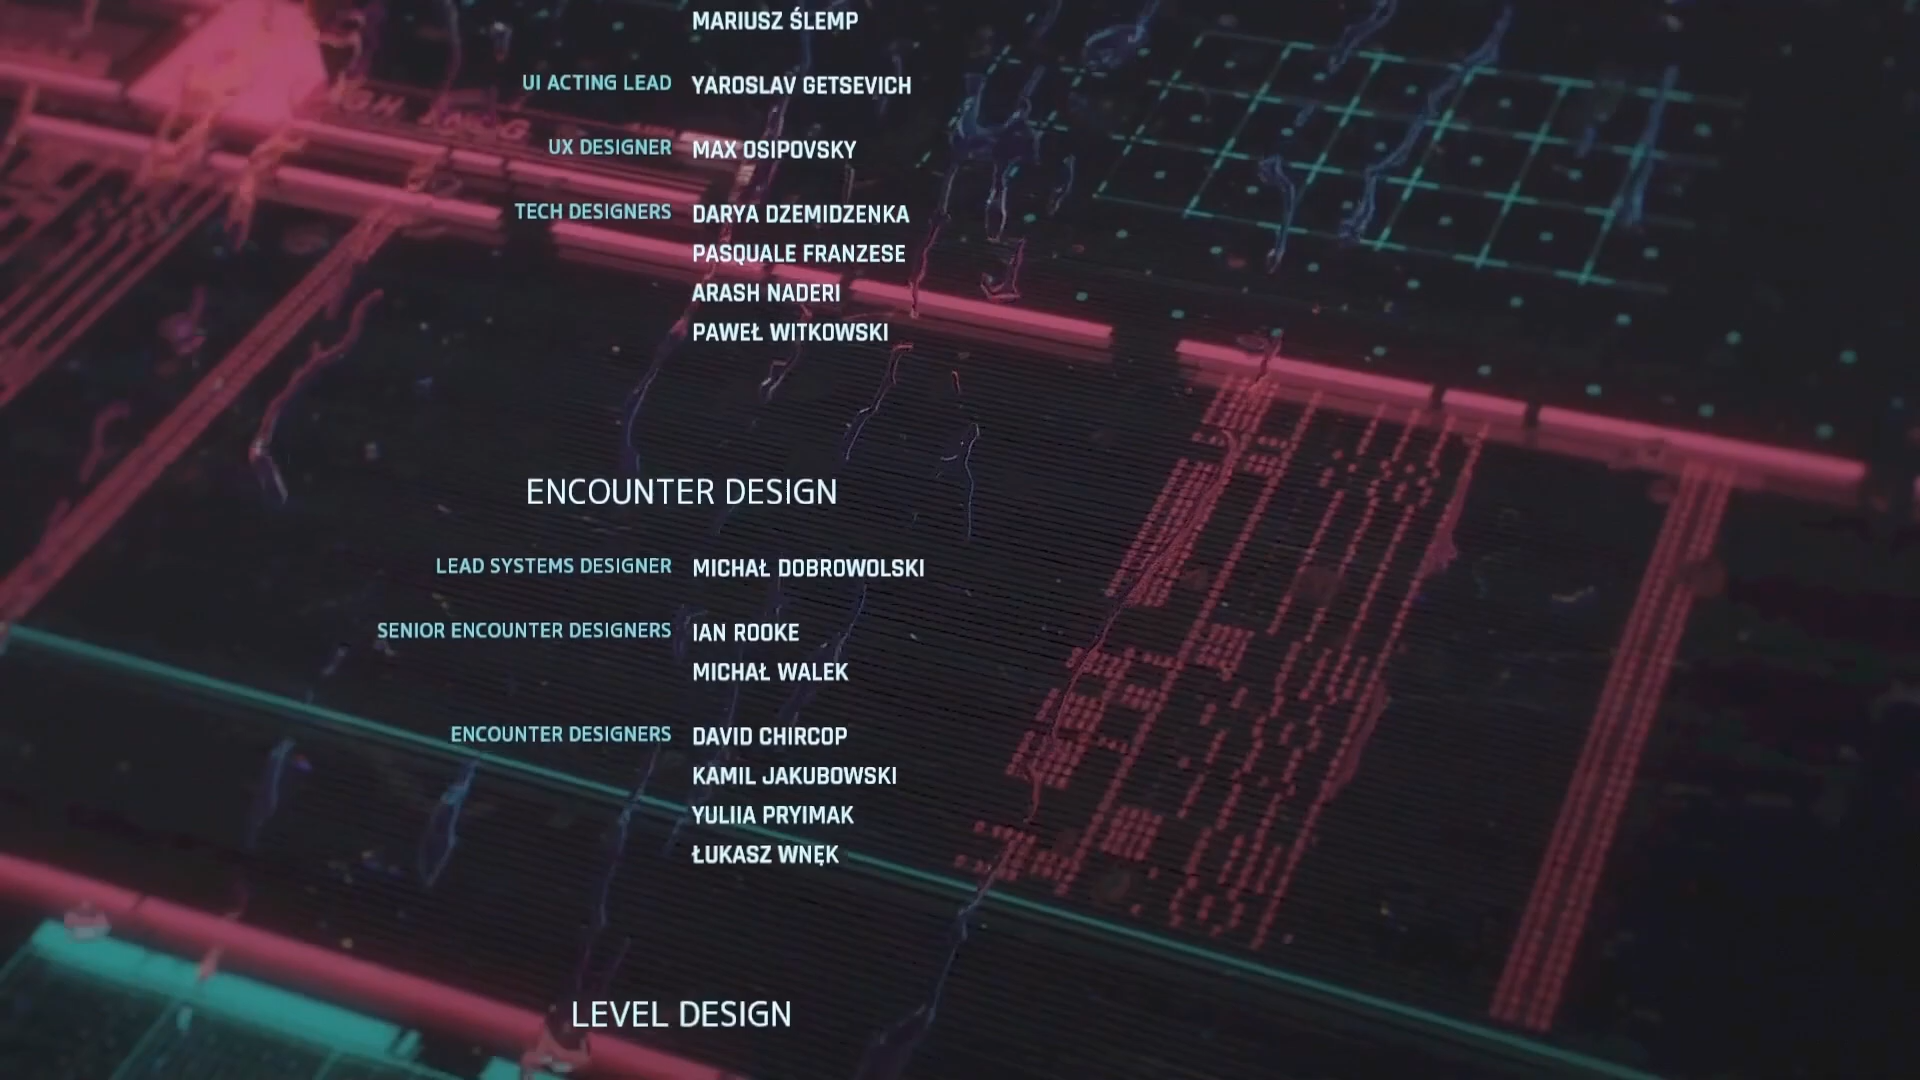 MARIUSZ ŚLEMP
UI ACTING LEAD YAROSLAV GETSEVICH
UX DESIGNER MAX OSIPOVSKY
TECH DESIGNERS DARYA DZEMIDZENKA
PASQUALE FRANZESE
ARASH NADERI
PAWEŁ WITKOWSKI
ENCOUNTER DESIGN
LEAD SYSTEMS DESIGNER MICHAŁ DOBROWOLSKI
SENIOR ENCOUNTER DESIGNERS IAN ROOKE
MICHAŁ WALEK
ENCOUNTER DESIGNERS DAVID CHIRCOP
KAMIL JAKUBOWSKI
YULIIA PRYIMAK
ŁUKASZ WNĘK
LEVEL DESIGN